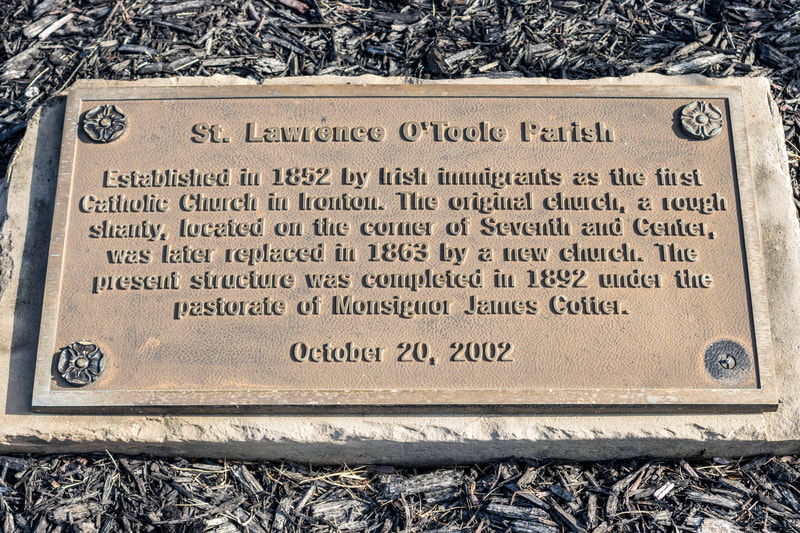 St. Lawrence O'Toole Parish
Established in 1852 by Irish immigrants as the first
Catholic Church in Ironton. The original church, a rough
shanty, located on the corner of Seventh and Center,
was later replaced in 1863 by a new church. The
present structure was completed in 1892 under the
pastorate of Monsignor James Cotter.
October 20, 2002